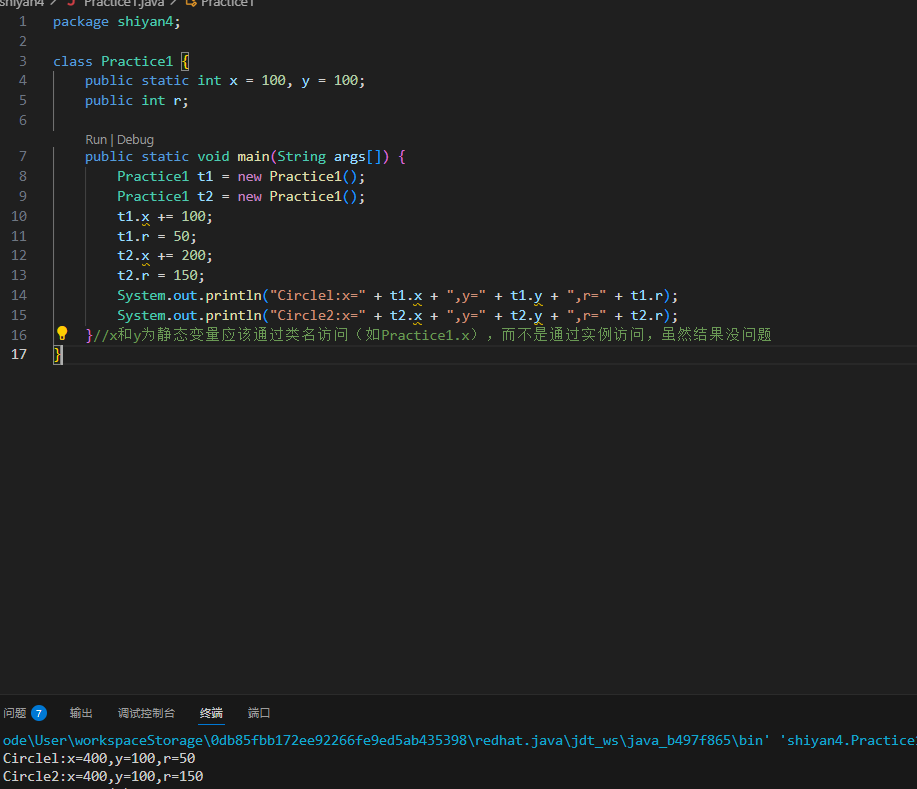 shiyan4 > J Practice1.java > Practice1
1 package shiyan4;
2
3 class Practice1 {
4 public static int x = 100, y = 100;
5 public int r;
6
Run | Debug
7 public static void main(String args[]) {
8 Practice1 t1 = new Practice1();
9 Practice1 t2 = new Practice1();
10 t1.x += 100;
11 t1.r = 50;
12 t2.x += 200;
13 t2.r = 150;
14 System.out.println("Circlel:x=" + t1.x + ",y=" + t1.y + ",r=" + t1.r);
15 System.out.println("Circle2:x=" + t2.x + ",y=" + t2.y + ",r=" + t2.r);
16 }//x和y为静态变量应该通过类名访问（如Practice1.x），而不是通过实例访问，虽然结果没问题
17 }
问题 7 输出 调试控制台 终端 端口
ode\User\workspaceStorage\0db85fbb172ee92266fe9ed5ab435398\redhat.java\jdt_ws\java_b497f865\bin' 'shiyan4.Practice
Circlel:x=400,y=100,r=50
Circle2:x=400,y=100,r=150